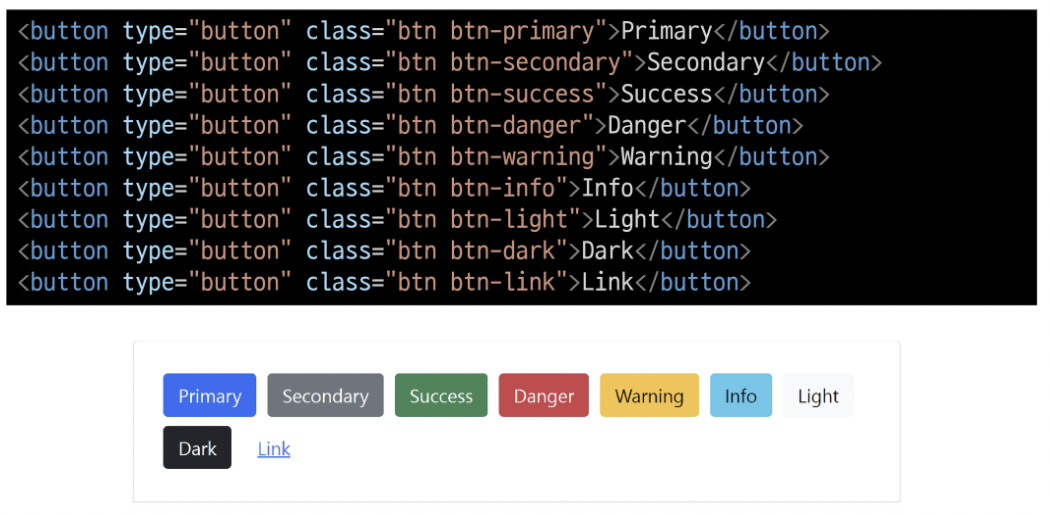 <button type="button" class="btn btn-primary">Primary</button>
<button type="button" class="btn btn-secondary">Secondary</button>
<button type="button" class="btn btn-success">Success</button>
<button type="button" class="btn btn-danger">Danger</button>
<button type="button" class="btn btn-warning">Warning</button>
<button type="button" class="btn btn-info">Info</button>
<button type="button" class="btn btn-light">Light</button>
<button type="button" class="btn btn-dark">Dark</button>
<button type="button" class="btn btn-link">Link</button>
Primary Secondary Success Danger Warning Info Light
Dark Link